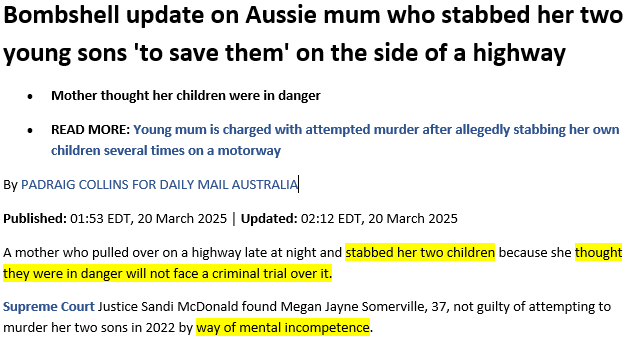 Bombshell update on Aussie mum who stabbed her two
young sons 'to save them' on the side of a highway
• Mother thought her children were in danger
• READ MORE: Young mum is charged with attempted murder after allegedly stabbing her own
children several times on a motorway
By PADRAIG COLLINS FOR DAILY MAIL AUSTRALIA
Published: 01:53 EDT, 20 March 2025 | Updated: 02:12 EDT, 20 March 2025
A mother who pulled over on a highway late at night and stabbed her two children because she thought
they were in danger will not face a criminal trial over it.
Supreme Court Justice Sandi McDonald found Megan Jayne Somerville, 37, not guilty of attempting to
murder her two sons in 2022 by way of mental incompetence.